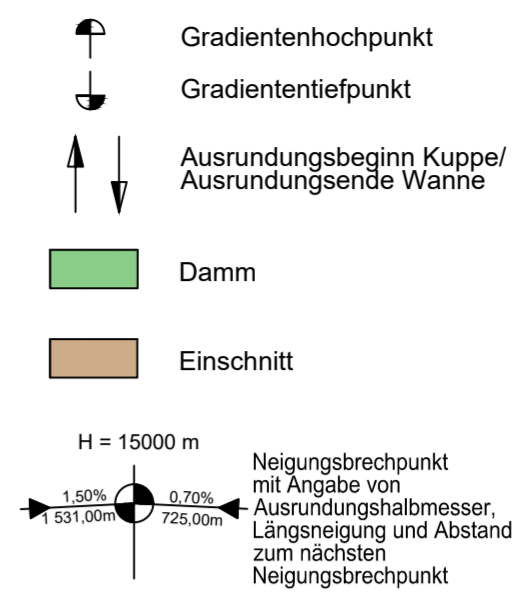 Gradientenhochpunkt
Gradiententiefpunkt
Ausrundungsbeginn Kuppe/
Ausrundungsende Wanne
Damm
Einschnitt
H = 15000 m
1,50%
1 531,00m
0,70%
725,00m
Neigungsbrechpunkt
mit Angabe von
Ausrundungshalbmesser,
Längsneigung und Abstand
zum nächsten
Neigungsbrechpunkt